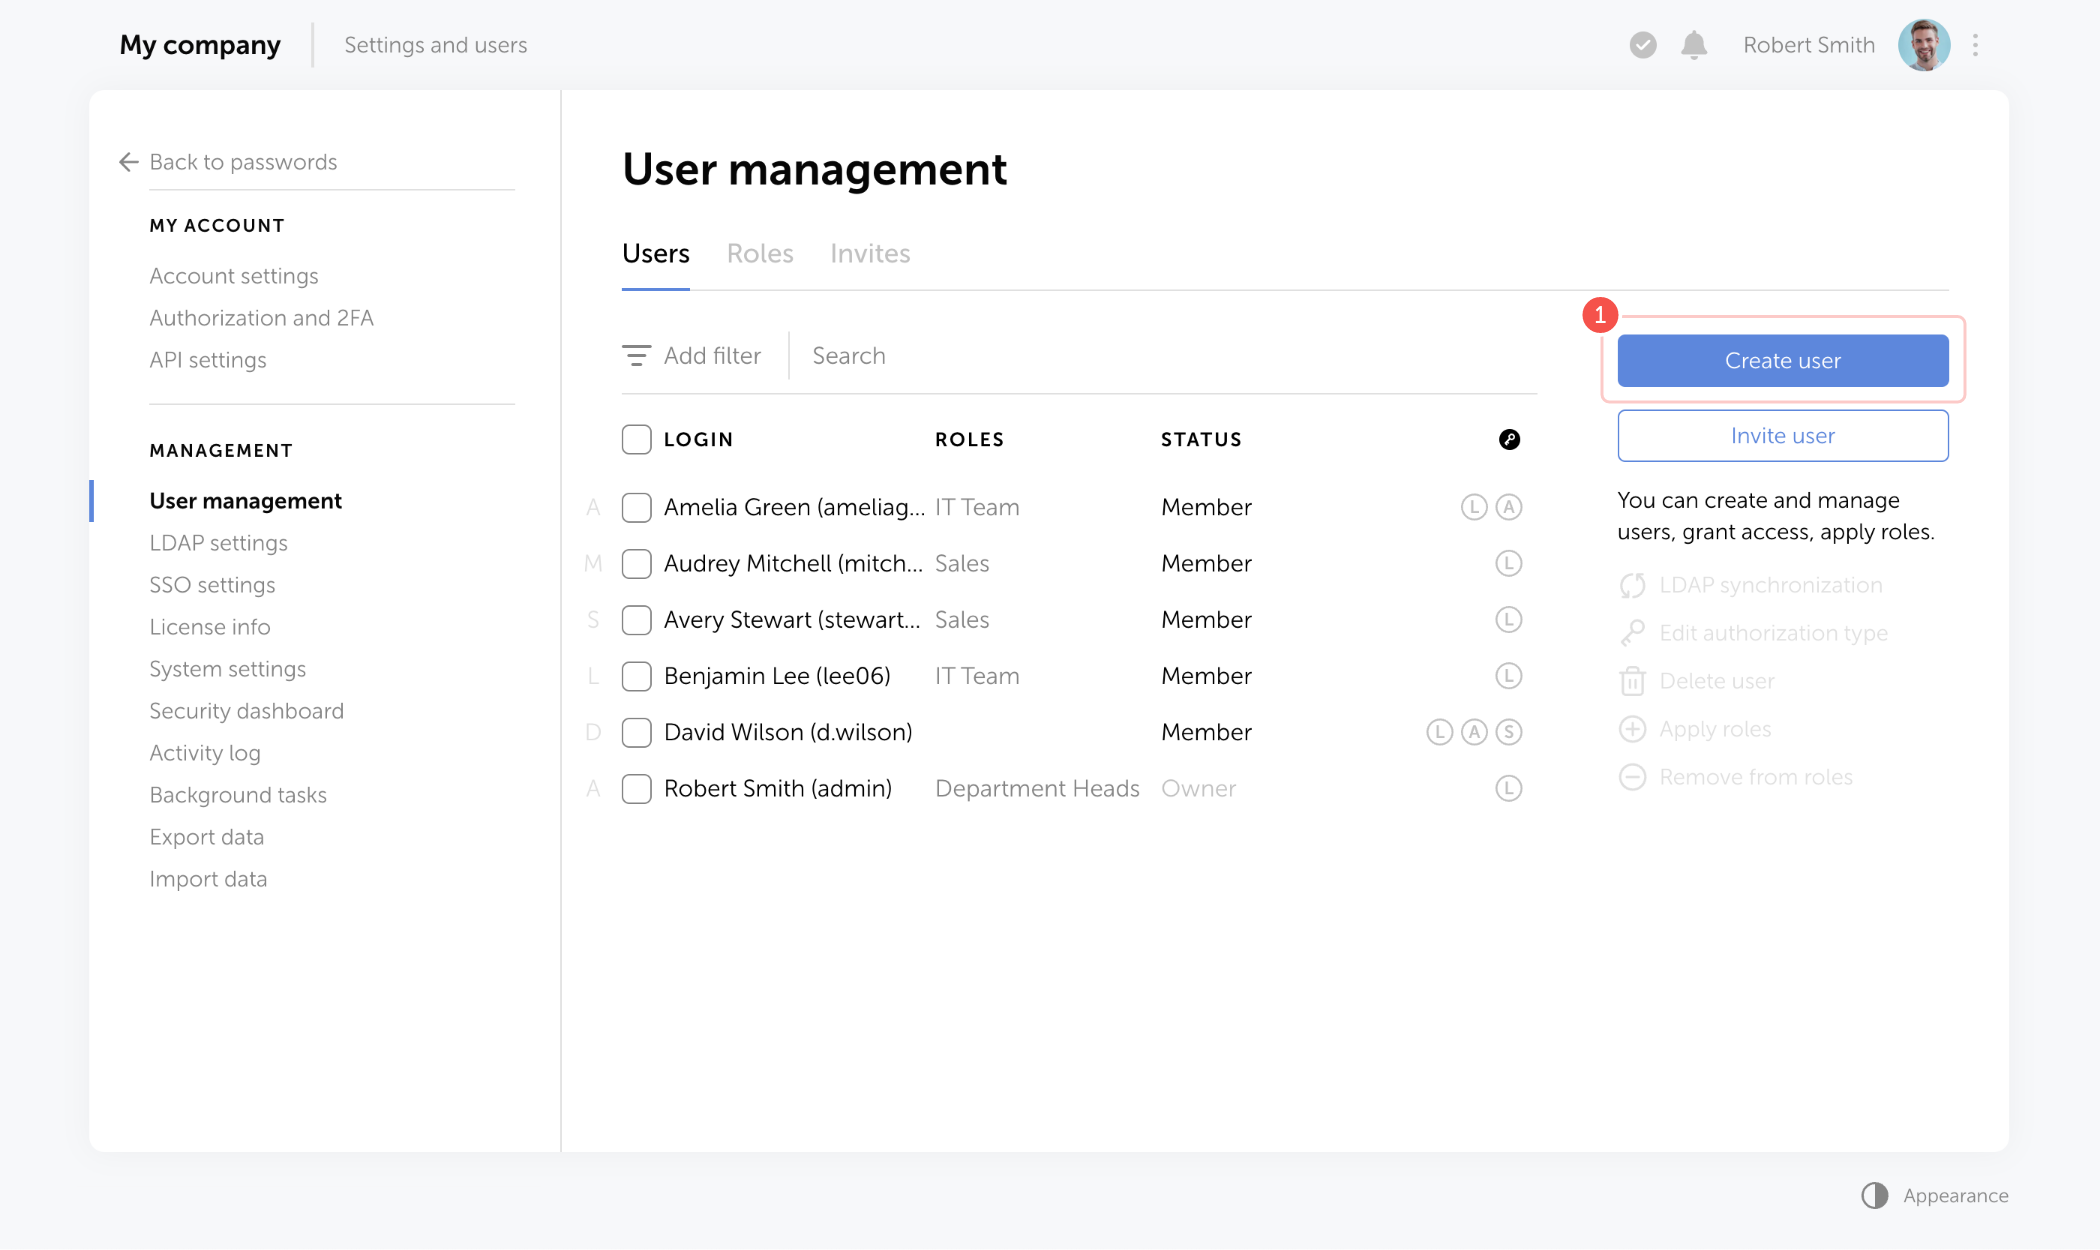 My company
Settings and users
Robert Smith
Back to passwords
MY ACCOUNT
Account settings
Authorization and 2FA
API settings
MANAGEMENT
User management
LDAP settings
SSO settings
License info
System settings
Security dashboard
Activity log
Background tasks
Export data
Import data
User management
Users Roles Invites
Add filter Search
LOGIN ROLES STATUS
A Amelia Green (ameliag... IT Team Member L A
M Audrey Mitchell (mitch... Sales Member L
S Avery Stewart (stewart... Sales Member L
L Benjamin Lee (lee06) IT Team Member L
D David Wilson (d.wilson) Member L A S
A Robert Smith (admin) Department Heads Owner L
1
Create user
Invite user
You can create and manage
users, grant access, apply roles.
LDAP synchronization
Edit authorization type
Delete user
Apply roles
Remove from roles
Appearance